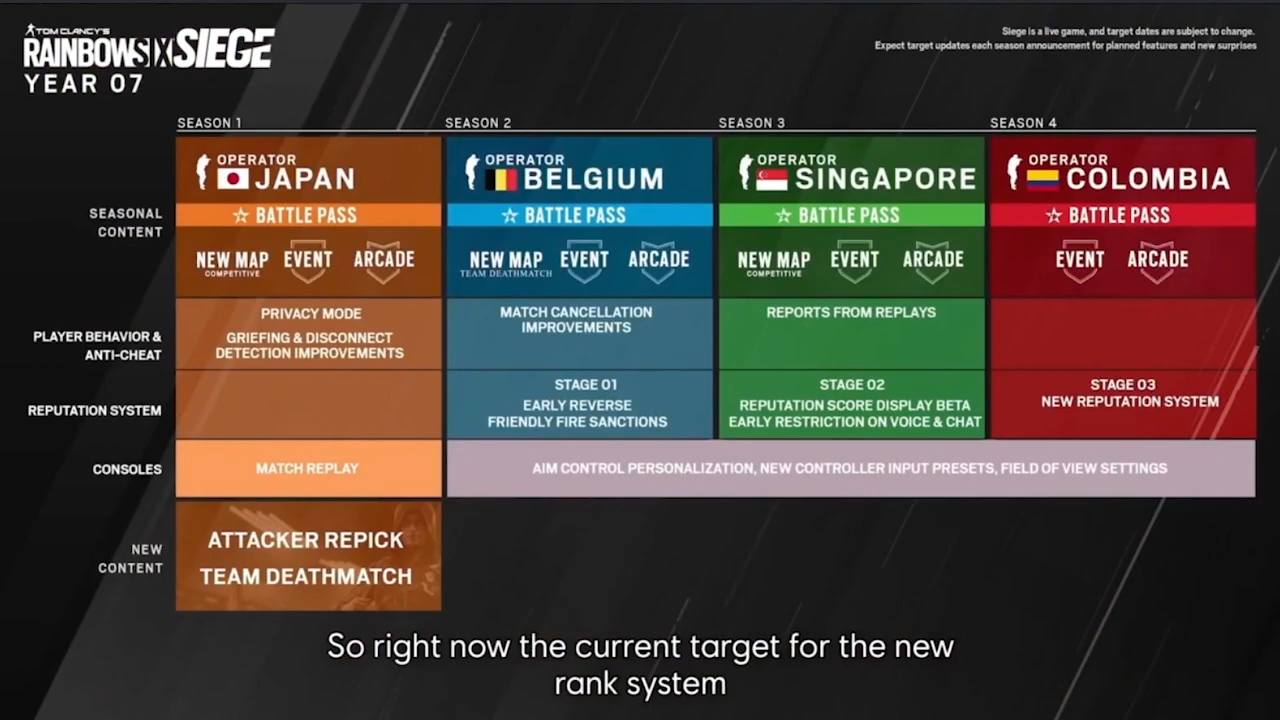 TOM CLANCY'S
RAINBOWSIX SIEGE
YEAR 07
Siege is a live game, and target dates are subject to change.
Expect target updates each season announcement for planned features and new surprises
SEASON 1
SEASON 2
SEASON 3
SEASON 4
OPERATOR
JAPAN
OPERATOR
BELGIUM
OPERATOR
SINGAPORE
OPERATOR
COLOMBIA
SEASONAL
CONTENT
BATTLE PASS
BATTLE PASS
BATTLE PASS
BATTLE PASS
NEW MAP
COMPETITIVE
EVENT
ARCADE
NEW MAP
TEAM DEATHMATCH
EVENT
ARCADE
NEW MAP
COMPETITIVE
EVENT
ARCADE
EVENT
ARCADE
PLAYER BEHAVIOR &
ANTI-CHEAT
PRIVACY MODE
GRIEFING & DISCONNECT
DETECTION IMPROVEMENTS
MATCH CANCELLATION
IMPROVEMENTS
REPORTS FROM REPLAYS
REPUTATION SYSTEM
STAGE 01
EARLY REVERSE
FRIENDLY FIRE SANCTIONS
STAGE 02
REPUTATION SCORE DISPLAY BETA
EARLY RESTRICTION ON VOICE & CHAT
STAGE 03
NEW REPUTATION SYSTEM
CONSOLES
MATCH REPLAY
AIM CONTROL PERSONALIZATION, NEW CONTROLLER INPUT PRESETS, FIELD OF VIEW SETTINGS
NEW
CONTENT
ATTACKER REPICK
TEAM DEATHMATCH
So right now the current target for the new
rank system